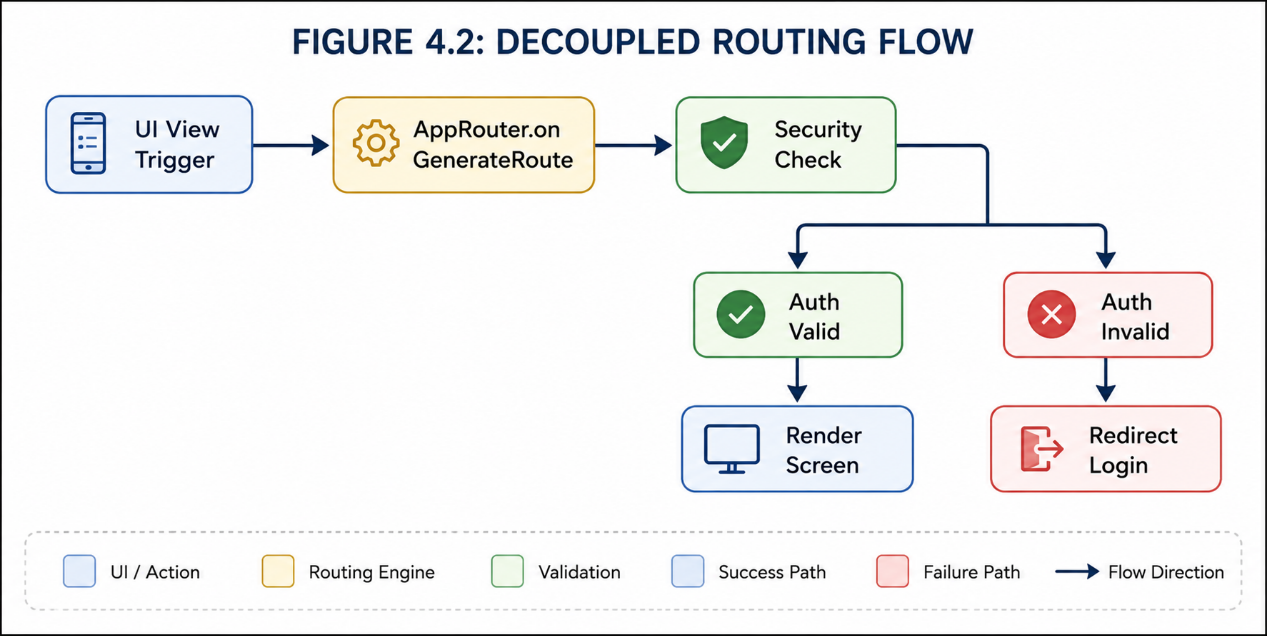 FIGURE 4.2: DECOUPLED ROUTING FLOW
UI View
Trigger
AppRouter.on
GenerateRoute
Security
Check
Auth
Valid
Auth
Invalid
Render
Screen
Redirect
Login
UI / Action
Routing Engine
Validation
Success Path
Failure Path
Flow Direction